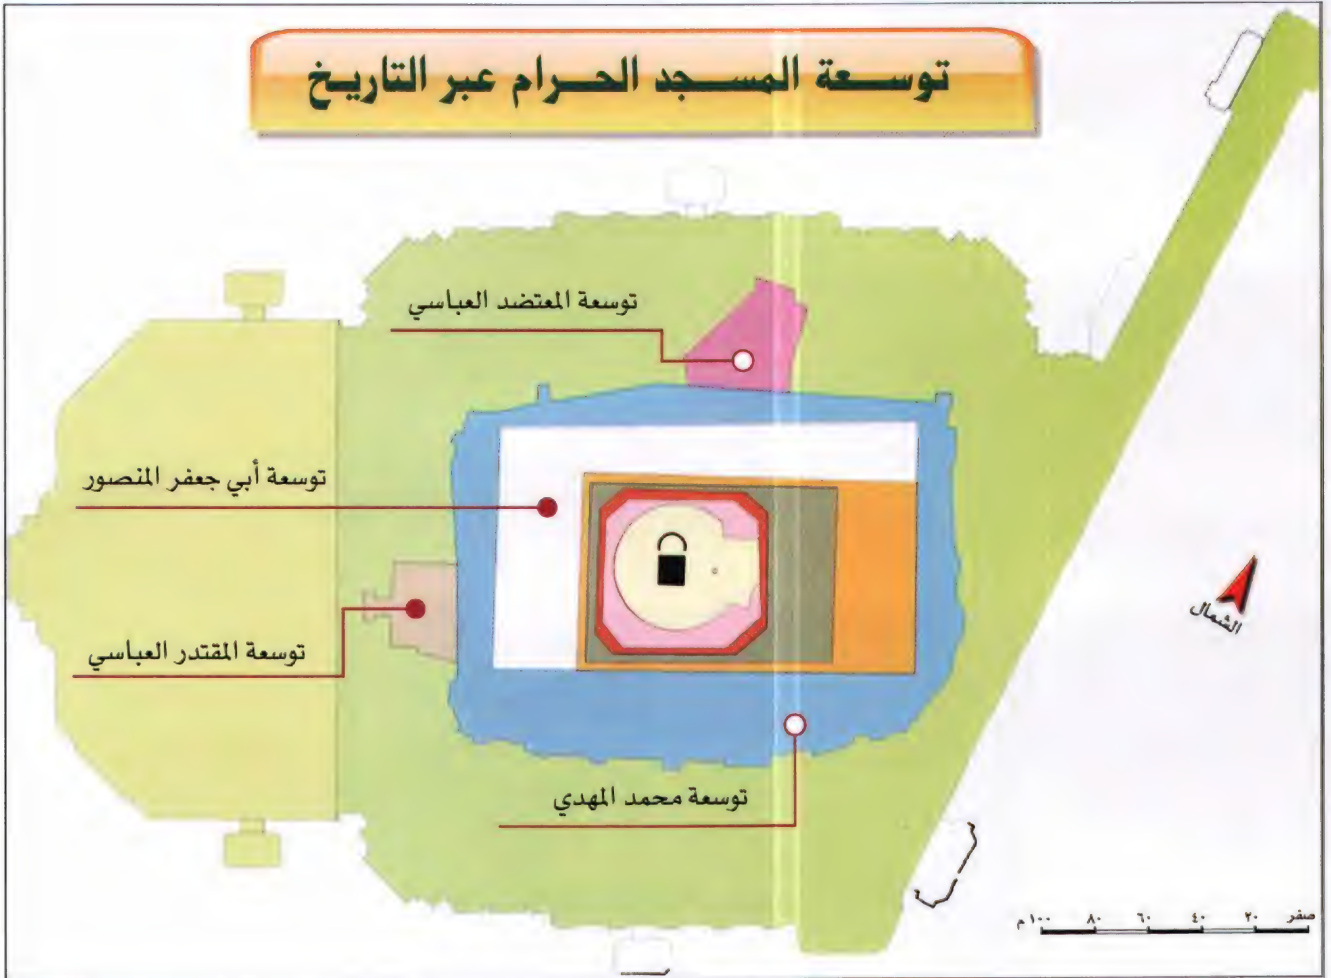 توسعة المسجد الحرام عبر التاريخ
توسعة المعتضد العباسي
توسعة أبي جعفر المنصور
توسعة المقتدر العباسي
توسعة محمد المهدي
الشمال
صفر ٢٠ ٤٠ ٦٠ ٨٠ ١٠٠ م